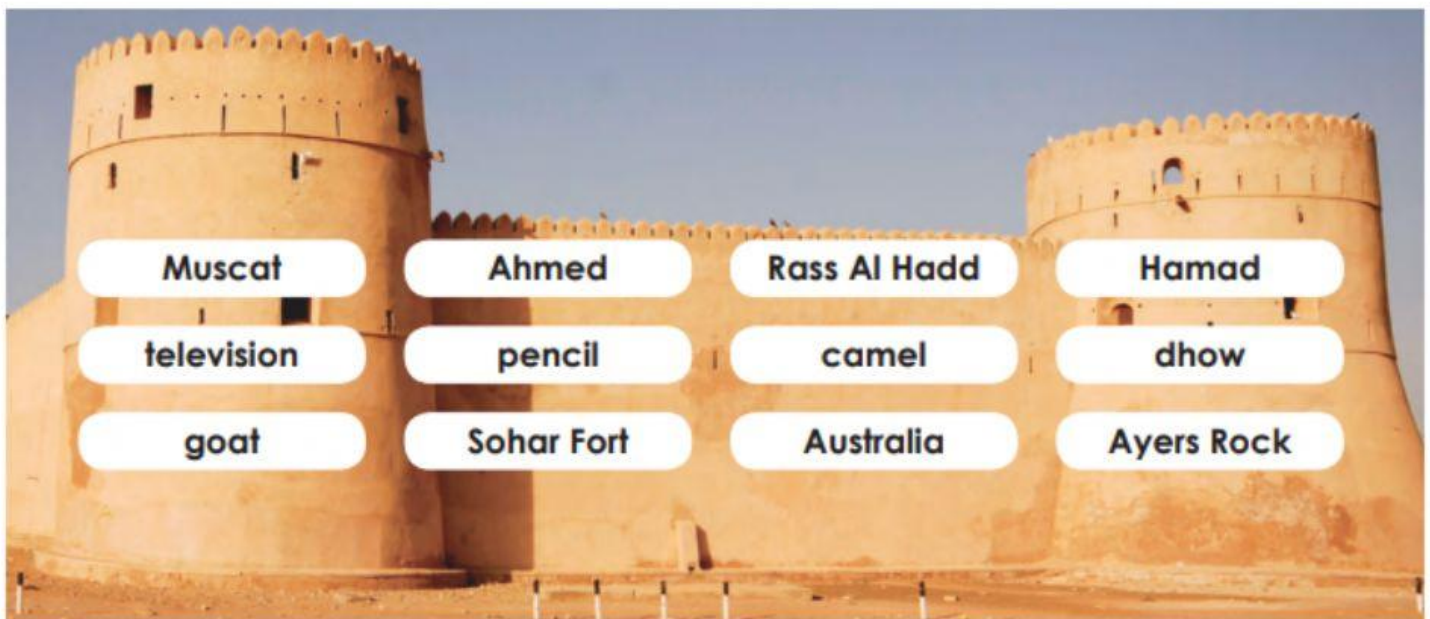 Muscat Ahmed Rass Al Hadd Hamad
television pencil camel dhow
goat Sohar Fort Australia Ayers Rock